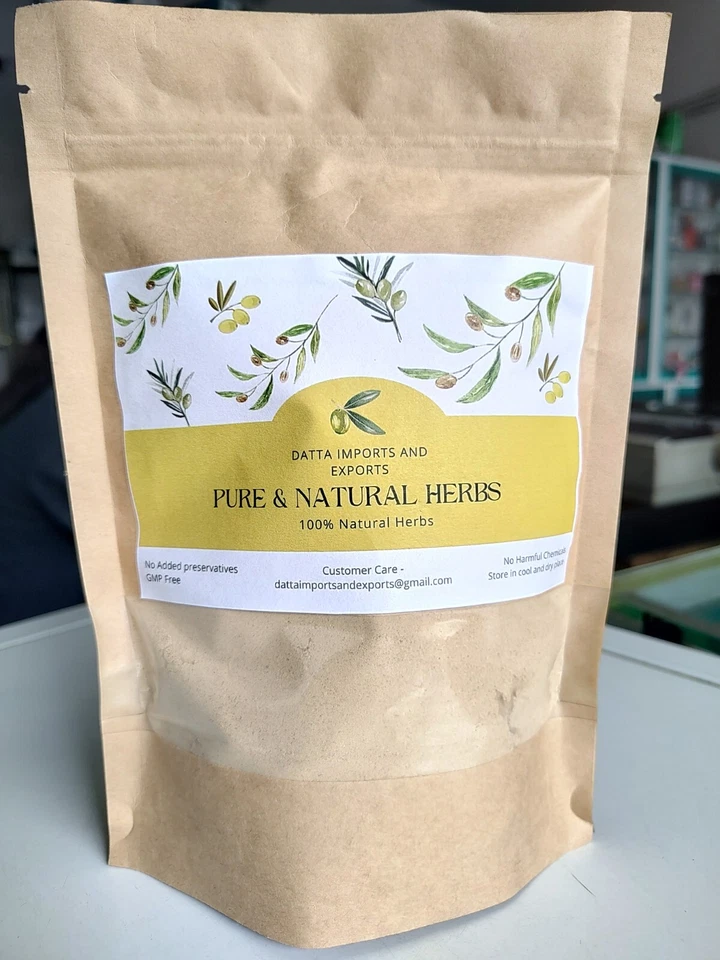 DATTA IMPORTS AND
EXPORTS
PURE & NATURAL HERBS
100% Natural Herbs
No Added preservatives
GMP Free
Customer Care -
dattaimportsandexports@gmail.com
No Harmful Chemicals
Store in cool and dry place